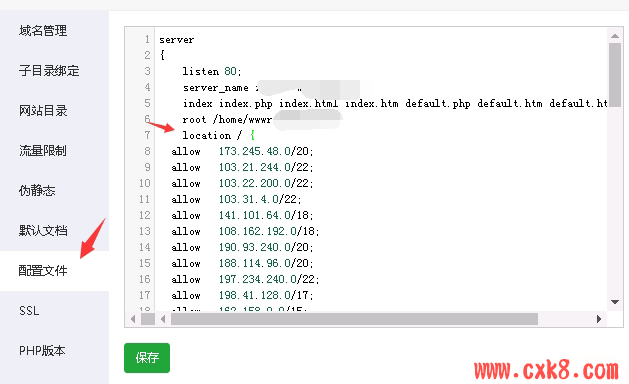 域名管理
子目录绑定
网站目录
流量限制
伪静态
默认文档
配置文件
SSL
PHP版本
1 server
2 {
3 listen 80;
4 server_name
5 index index.php index.html index.htm default.php default.htm default.ht
6 root /home/wwwr
7 location / {
8 allow 173.245.48.0/20;
9 allow 103.21.244.0/22;
10 allow 103.22.200.0/22;
11 allow 103.31.4.0/22;
12 allow 141.101.64.0/18;
13 allow 108.162.192.0/18;
14 allow 190.93.240.0/20;
15 allow 188.114.96.0/20;
16 allow 197.234.240.0/22;
17 allow 198.41.128.0/17;
18 allow 162.158.0.0/15;
保存
www.cxk8.com